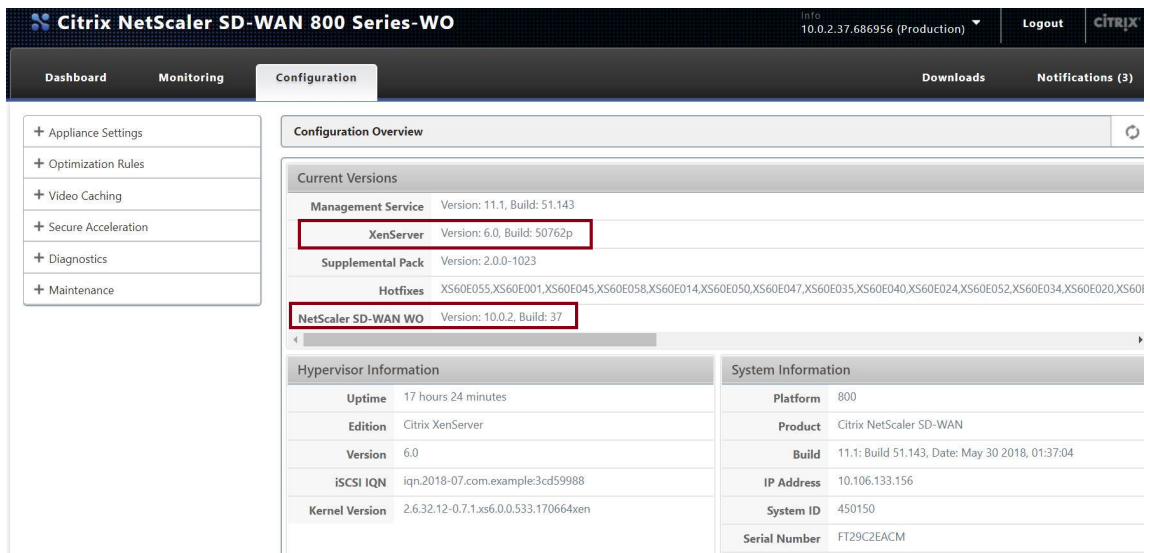 Citrix NetScaler SD-WAN 800 Series-WO
Info
10.0.2.37.686956 (Production)
Logout
CITRIX
Dashboard
Monitoring
Configuration
Downloads
Notifications (3)
+ Appliance Settings
+ Optimization Rules
+ Video Caching
+ Secure Acceleration
+ Diagnostics
+ Maintenance
Configuration Overview
Current Versions
Management Service Version: 11.1, Build: 51.143
XenServer Version: 6.0, Build: 50762p
Supplemental Pack Version: 2.0.0-1023
Hotfixes XS60E055,XS60E001,XS60E045,XS60E058,XS60E014,XS60E050,XS60E047,XS60E035,XS60E040,XS60E024,XS60E052,XS60E034,XS60E020,XS60E
NetScaler SD-WAN WO Version: 10.0.2, Build: 37
Hypervisor Information
Uptime 17 hours 24 minutes
Edition Citrix XenServer
Version 6.0
iSCSI IQN iqn.2018-07.com.example:3cd59988
Kernel Version 2.6.32.12-0.7.1.xs6.0.0.533.170664xen
System Information
Platform 800
Product Citrix NetScaler SD-WAN
Build 11.1: Build 51.143, Date: May 30 2018, 01:37:04
IP Address 10.106.133.156
System ID 450150
Serial Number FT29C2EACM